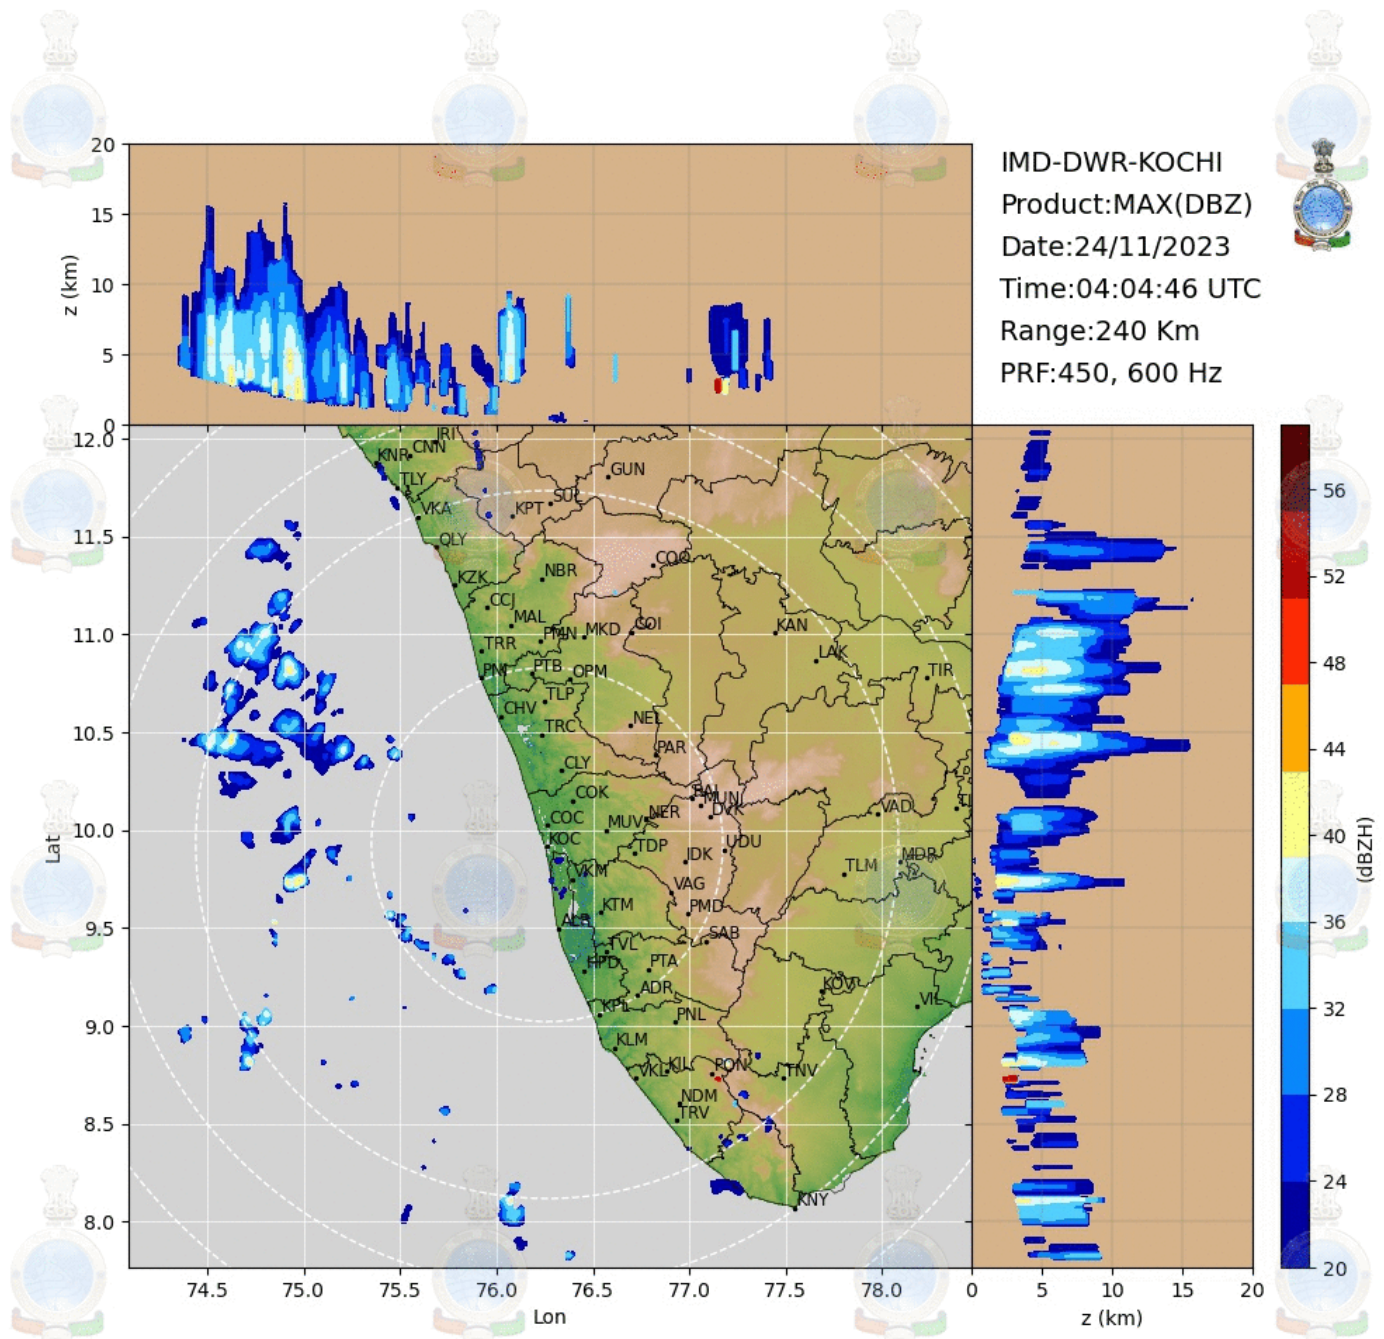 IMD-DWR-KOCHI
Product:MAX(DBZ)
Date:24/11/2023
Time:04:04:46 UTC
Range:240 Km
PRF:450, 600 Hz
20
15
10
5
0
z (km)
12.0
11.5
11.0
10.5
10.0
9.5
9.0
8.5
8.0
Lat
IRI
CNN
KNR
TLY
GUN
SUL
VKA
KPT
QLY
COO
NBR
KZK
CCJ
MAL
COI
KAN
PMN
MKD
TRR
LAK
PNI
PTB
OPM
TIR
TLP
CHV
TRC
NEL
PAR
CLY
COK
MUN
DVK
VAD
COC
MUV
NER
KOC
TDP
IDK
UDU
TLM
MDR
VKM
VAG
KTM
PMD
ALP
SAB
TVL
HPD
PTA
ADR
KOV
VIL
KPL
PNL
KLM
VKL
KIL
PON
TNV
NDM
TRV
KNY
74.5
75.0
75.5
76.0
76.5
77.0
77.5
78.0
Lon
0
5
10
15
20
z (km)
56
52
48
44
40
36
32
28
24
20
(dBZH)